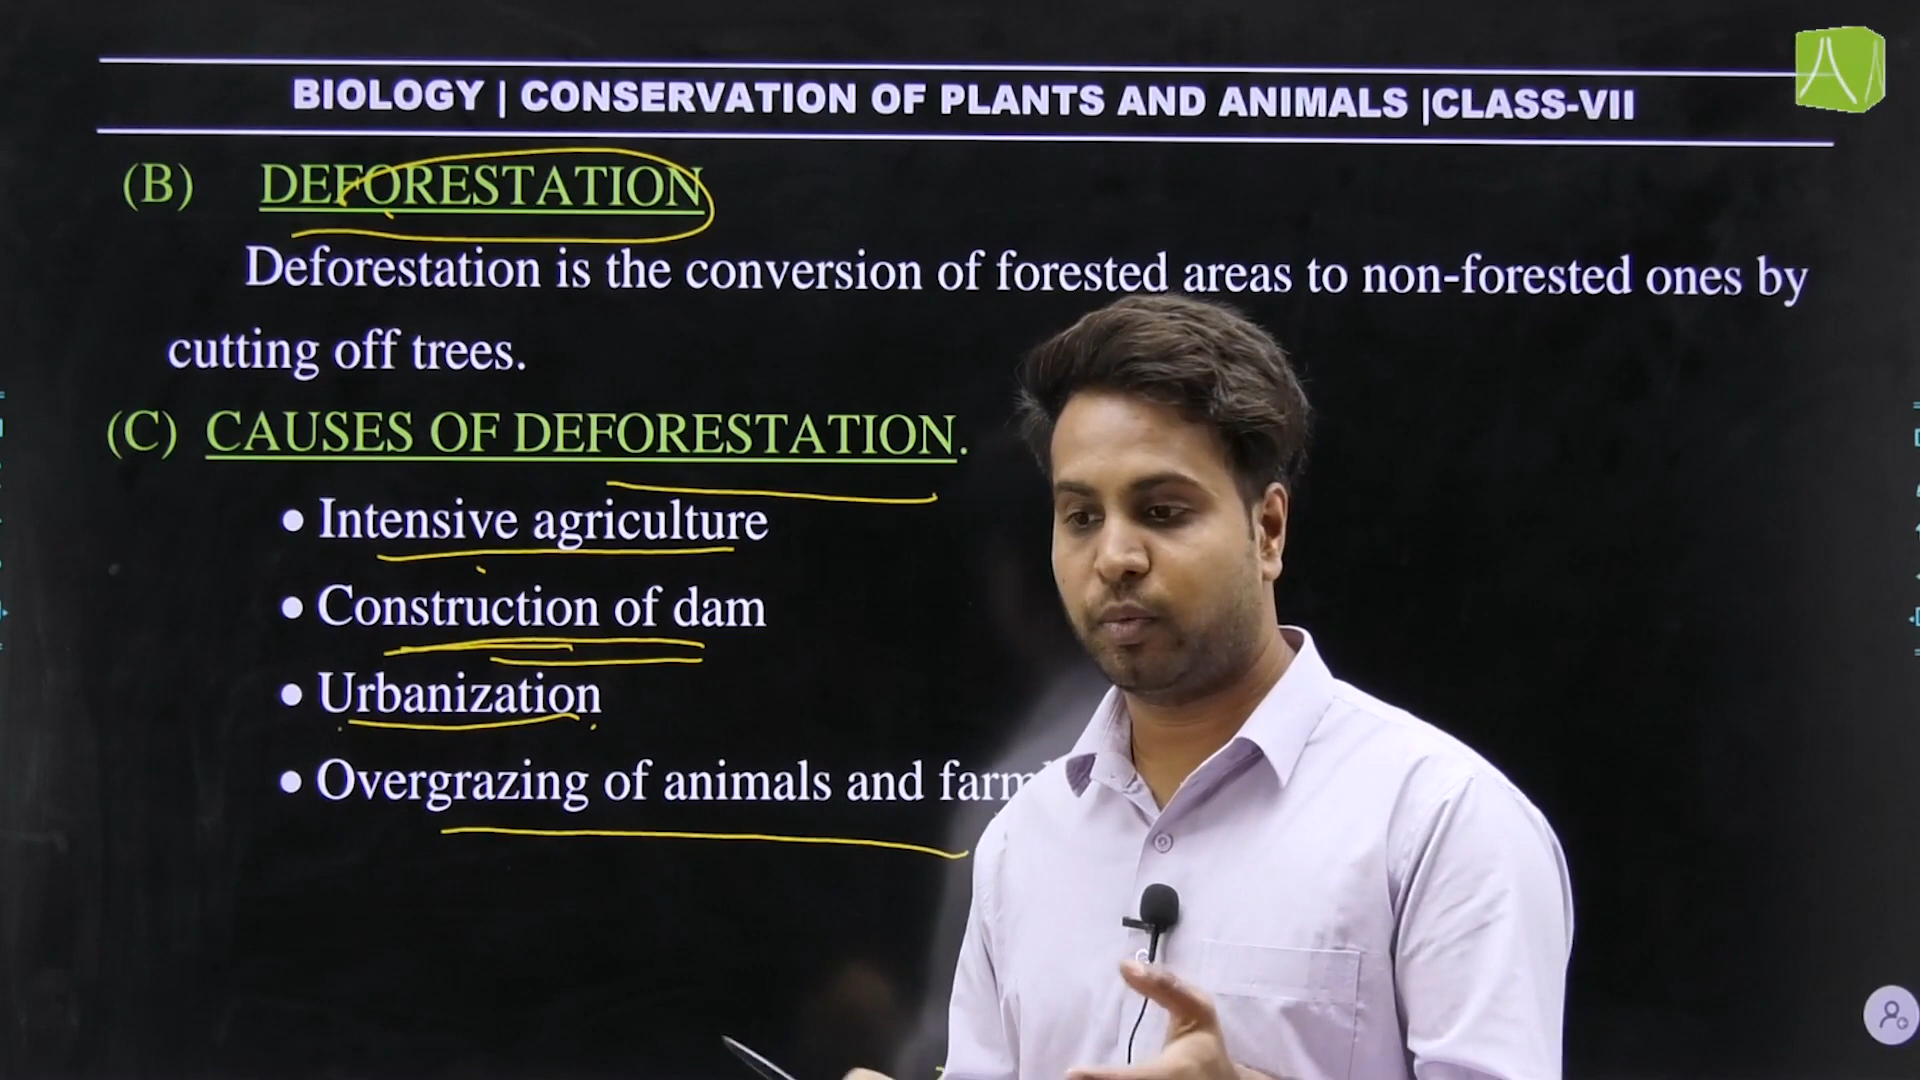 BIOLOGY | CONSERVATION OF PLANTS AND ANIMALS |CLASS-VII
(B) DEFORESTATION
Deforestation is the conversion of forested areas to non-forested ones by
cutting off trees.
(C) CAUSES OF DEFORESTATION.
• Intensive agriculture
• Construction of dam
• Urbanization
• Overgrazing of animals and